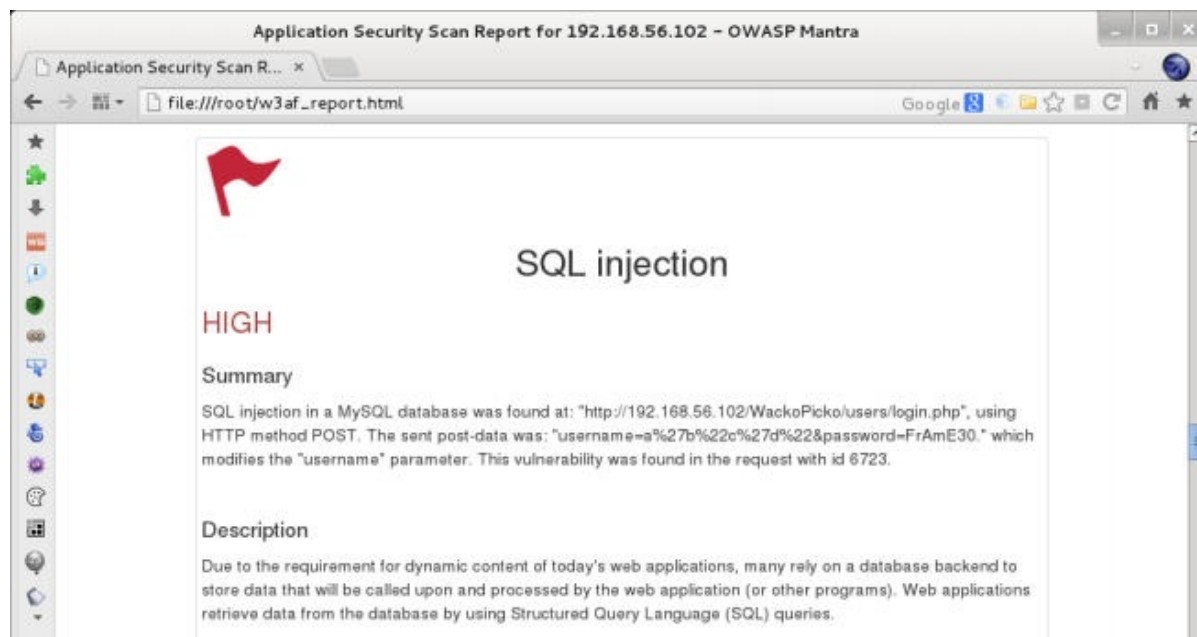 Application Security Scan Report for 192.168.56.102 - OWASP Mantra
Application Security Scan R... ×
file:///root/w3af_report.html
Google
SQL injection
HIGH
Summary
SQL injection in a MySQL database was found at: "http://192.168.56.102/WackoPicko/users/login.php", using
HTTP method POST. The sent post-data was: "username=a%27b%22c%27d%22&password=FrAmE30." which
modifies the "username" parameter. This vulnerability was found in the request with id 6723.
Description
Due to the requirement for dynamic content of today's web applications, many rely on a database backend to
store data that will be called upon and processed by the web application (or other programs). Web applications
retrieve data from the database by using Structured Query Language (SQL) queries.